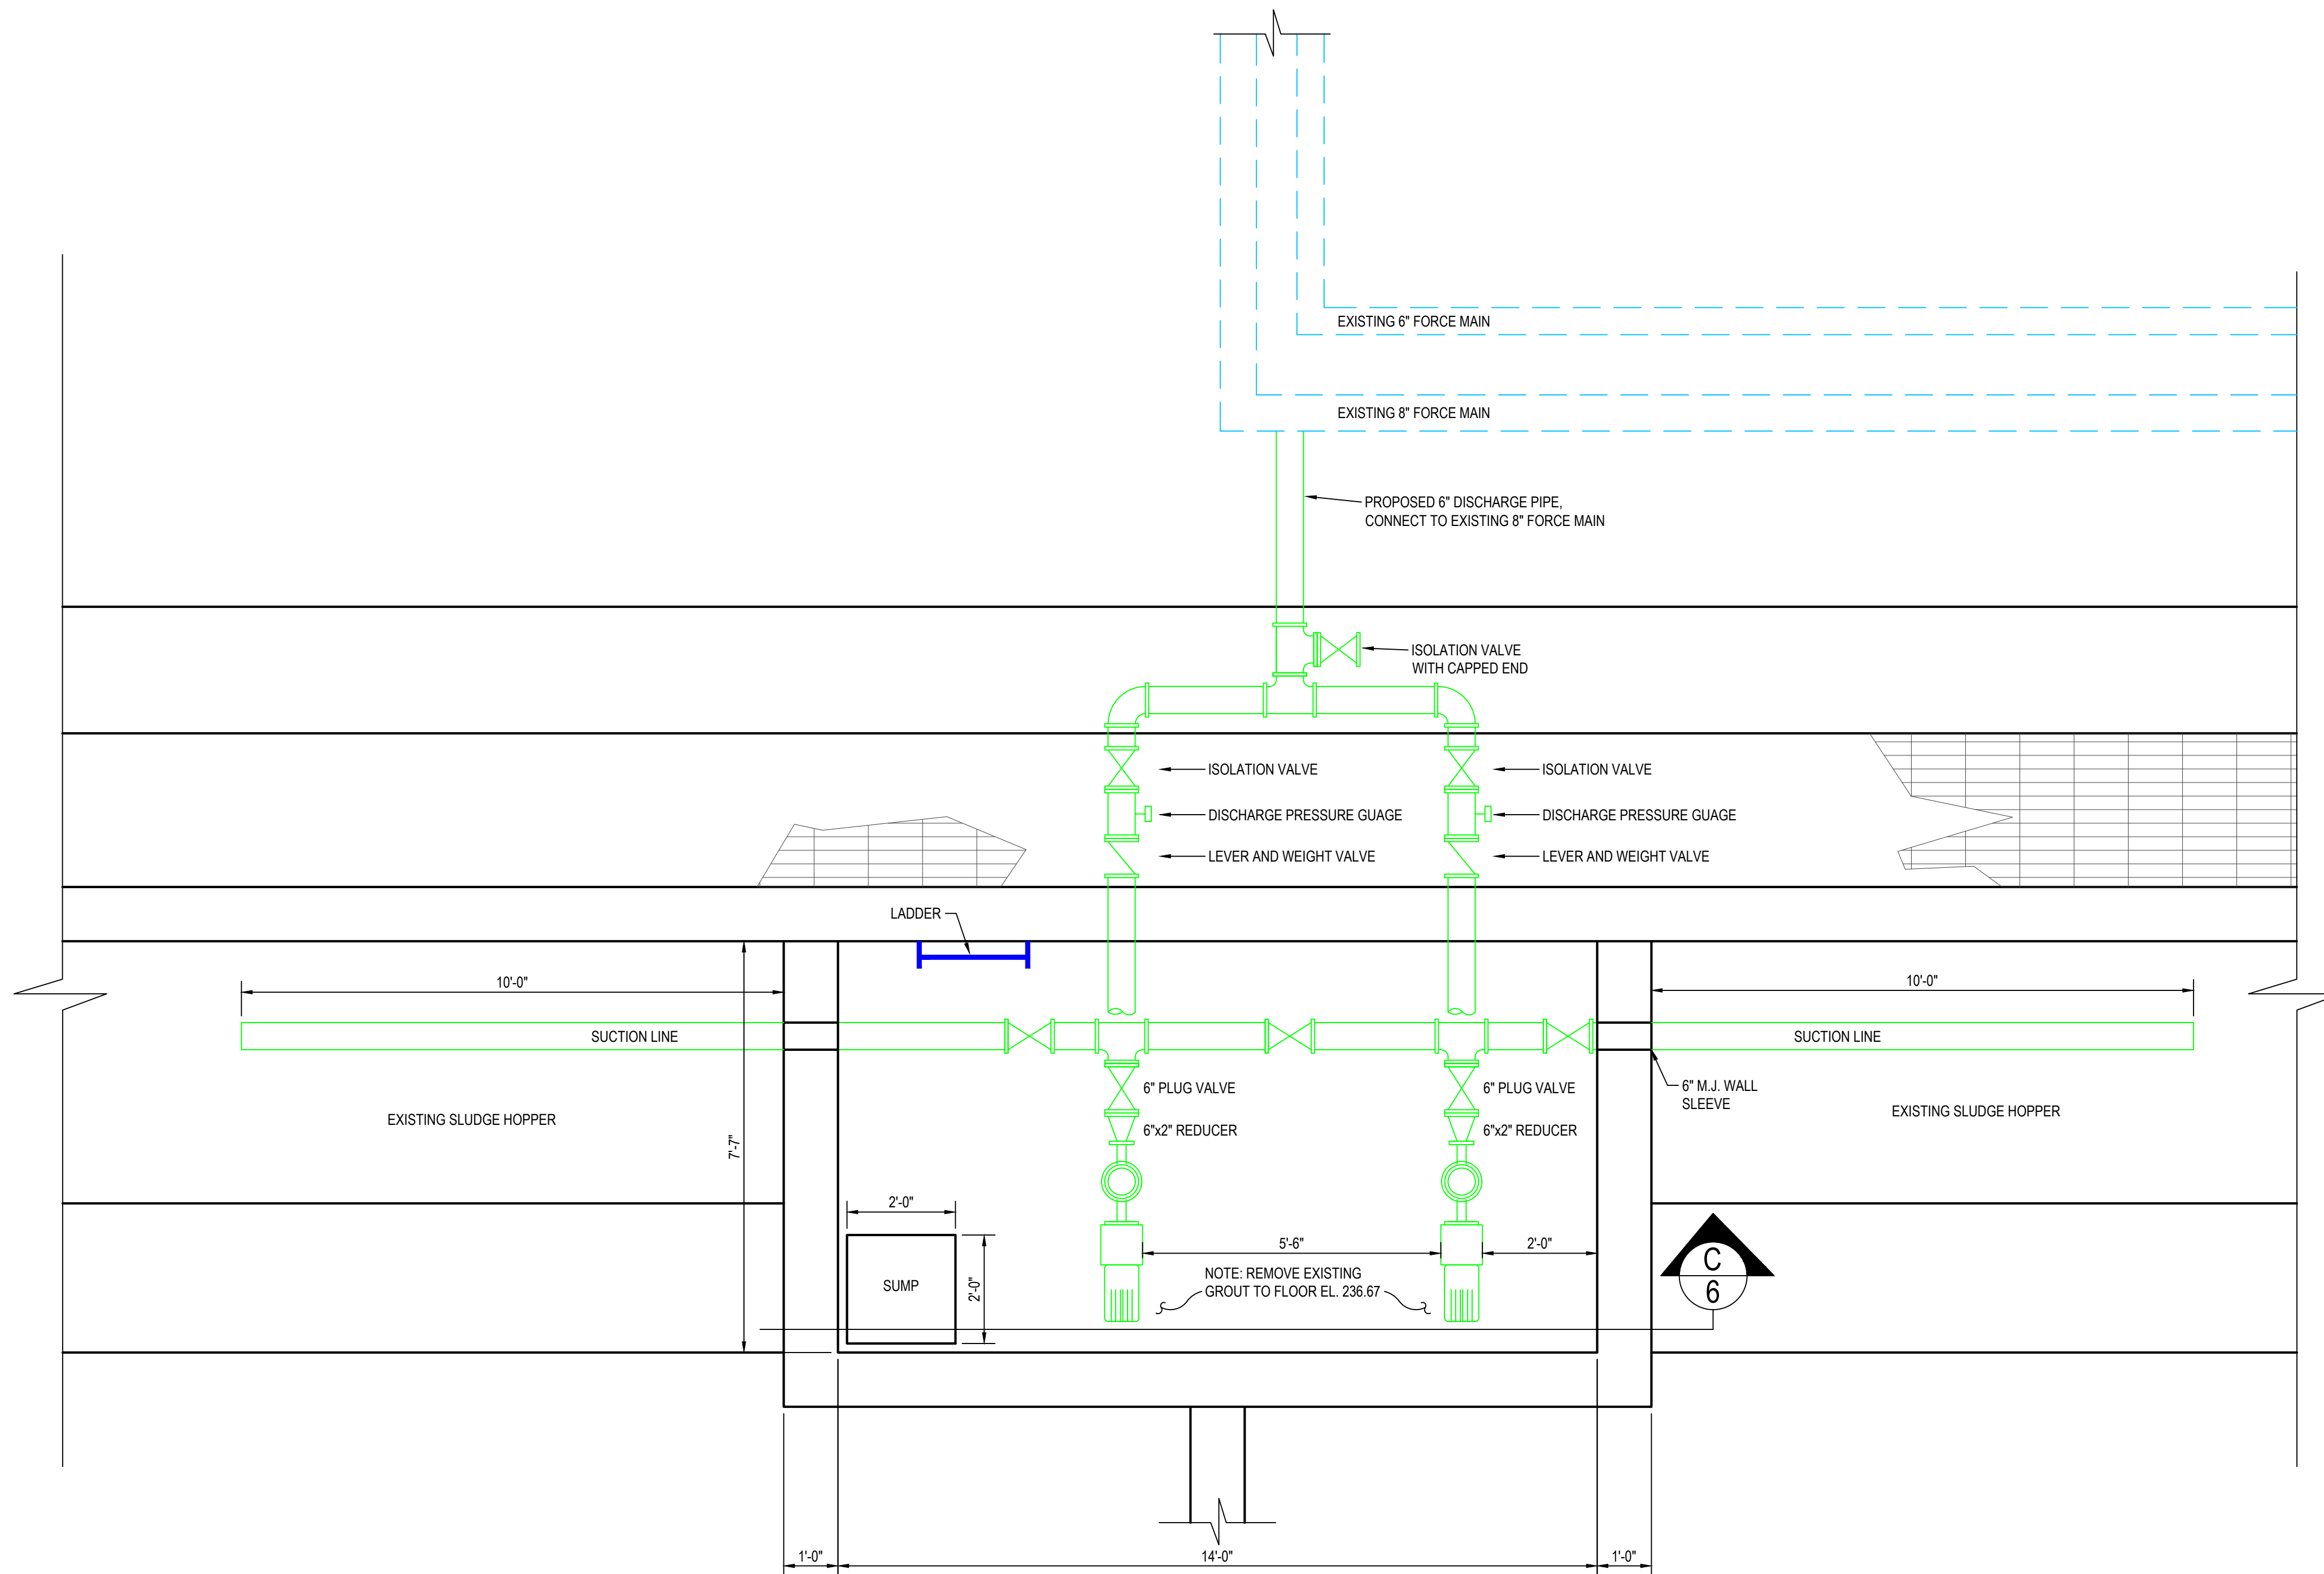 EXISTING 6" FORCE MAIN
EXISTING 8" FORCE MAIN
PROPOSED 6" DISCHARGE PIPE,
CONNECT TO EXISTING 8" FORCE MAIN
ISOLATION VALVE
WITH CAPPED END
ISOLATION VALVE
ISOLATION VALVE
DISCHARGE PRESSURE GUAGE
DISCHARGE PRESSURE GUAGE
LEVER AND WEIGHT VALVE
LEVER AND WEIGHT VALVE
LADDER
10'-0"
10'-0"
SUCTION LINE
SUCTION LINE
6" PLUG VALVE
6" PLUG VALVE
6" M.J. WALL
SLEEVE
EXISTING SLUDGE HOPPER
EXISTING SLUDGE HOPPER
6"x2" REDUCER
6"x2" REDUCER
7'-7"
2'-0"
5'-6"
2'-0"
C
6
NOTE: REMOVE EXISTING
GROUT TO FLOOR EL. 236.67
SUMP
2'-0"
1'-0"
14'-0"
1'-0"